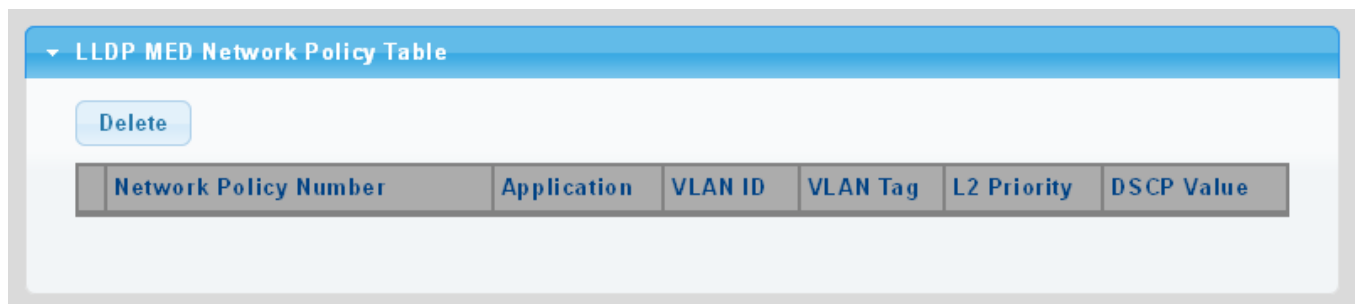 LLDP MED Network Policy Table
Delete
Network Policy Number Application VLAN ID VLAN Tag L2 Priority DSCP Value